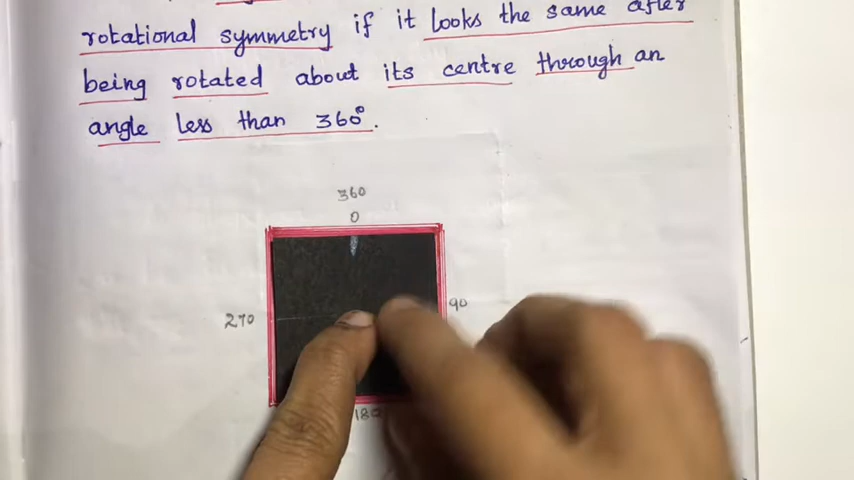 rotational symmetry if it looks the same after
being rotated about its centre through an
angle less than 360°.
360
0
270
90
180